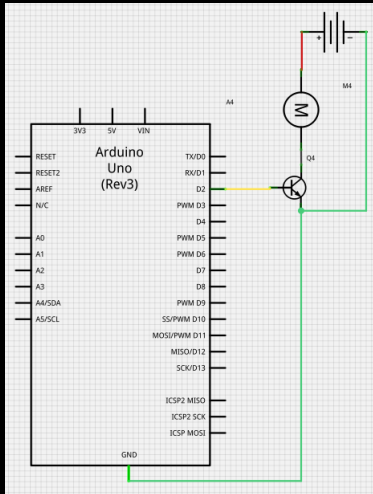 + −
M4
A4
M
3V3 5V VIN
Arduino
Uno
(Rev3)
Q4
RESET
RESET2
AREF
N/C
A0
A1
A2
A3
A4/SDA
A5/SCL
TX/D0
RX/D1
D2
PWM D3
D4
PWM D5
PWM D6
D7
D8
PWM D9
SS/PWM D10
MOSI/PWM D11
MISO/D12
SCK/D13
ICSP2 MISO
ICSP2 SCK
ICSP MOSI
GND